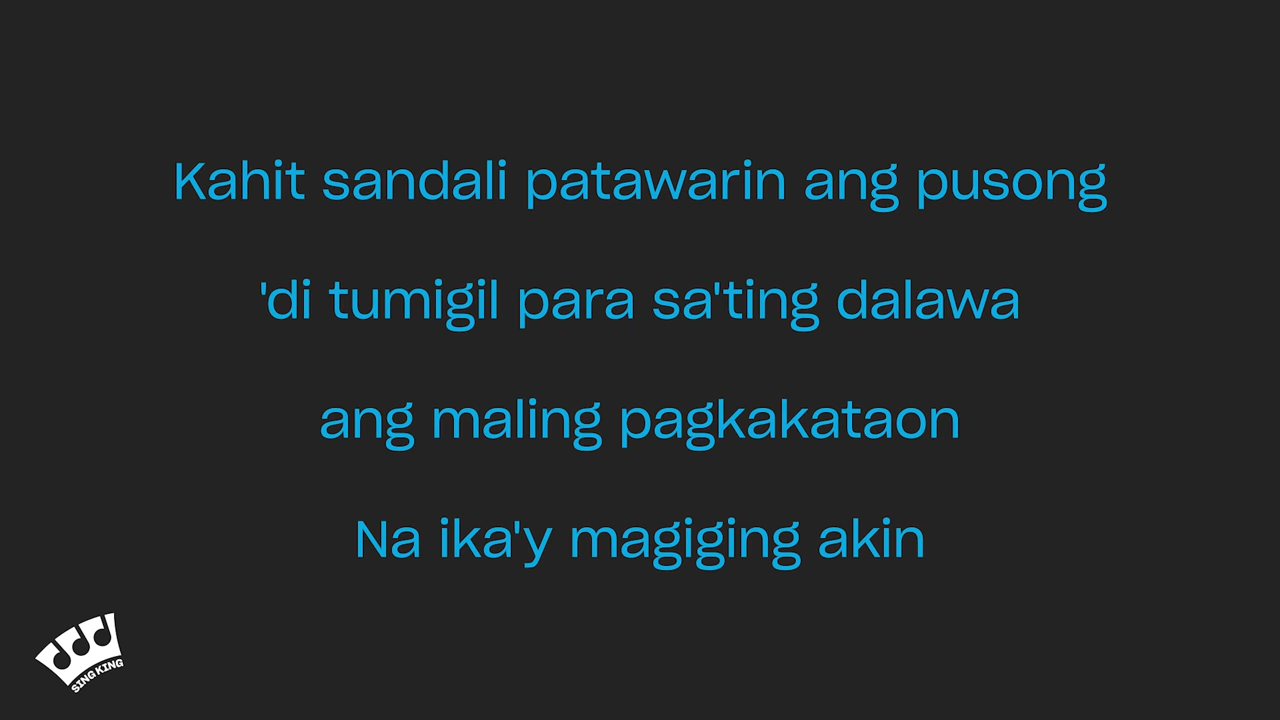 Kahit sandali patawarin ang pusong
'di tumigil para sa'ting dalawa
ang maling pagkakataon
Na ika'y magiging akin
SING KING